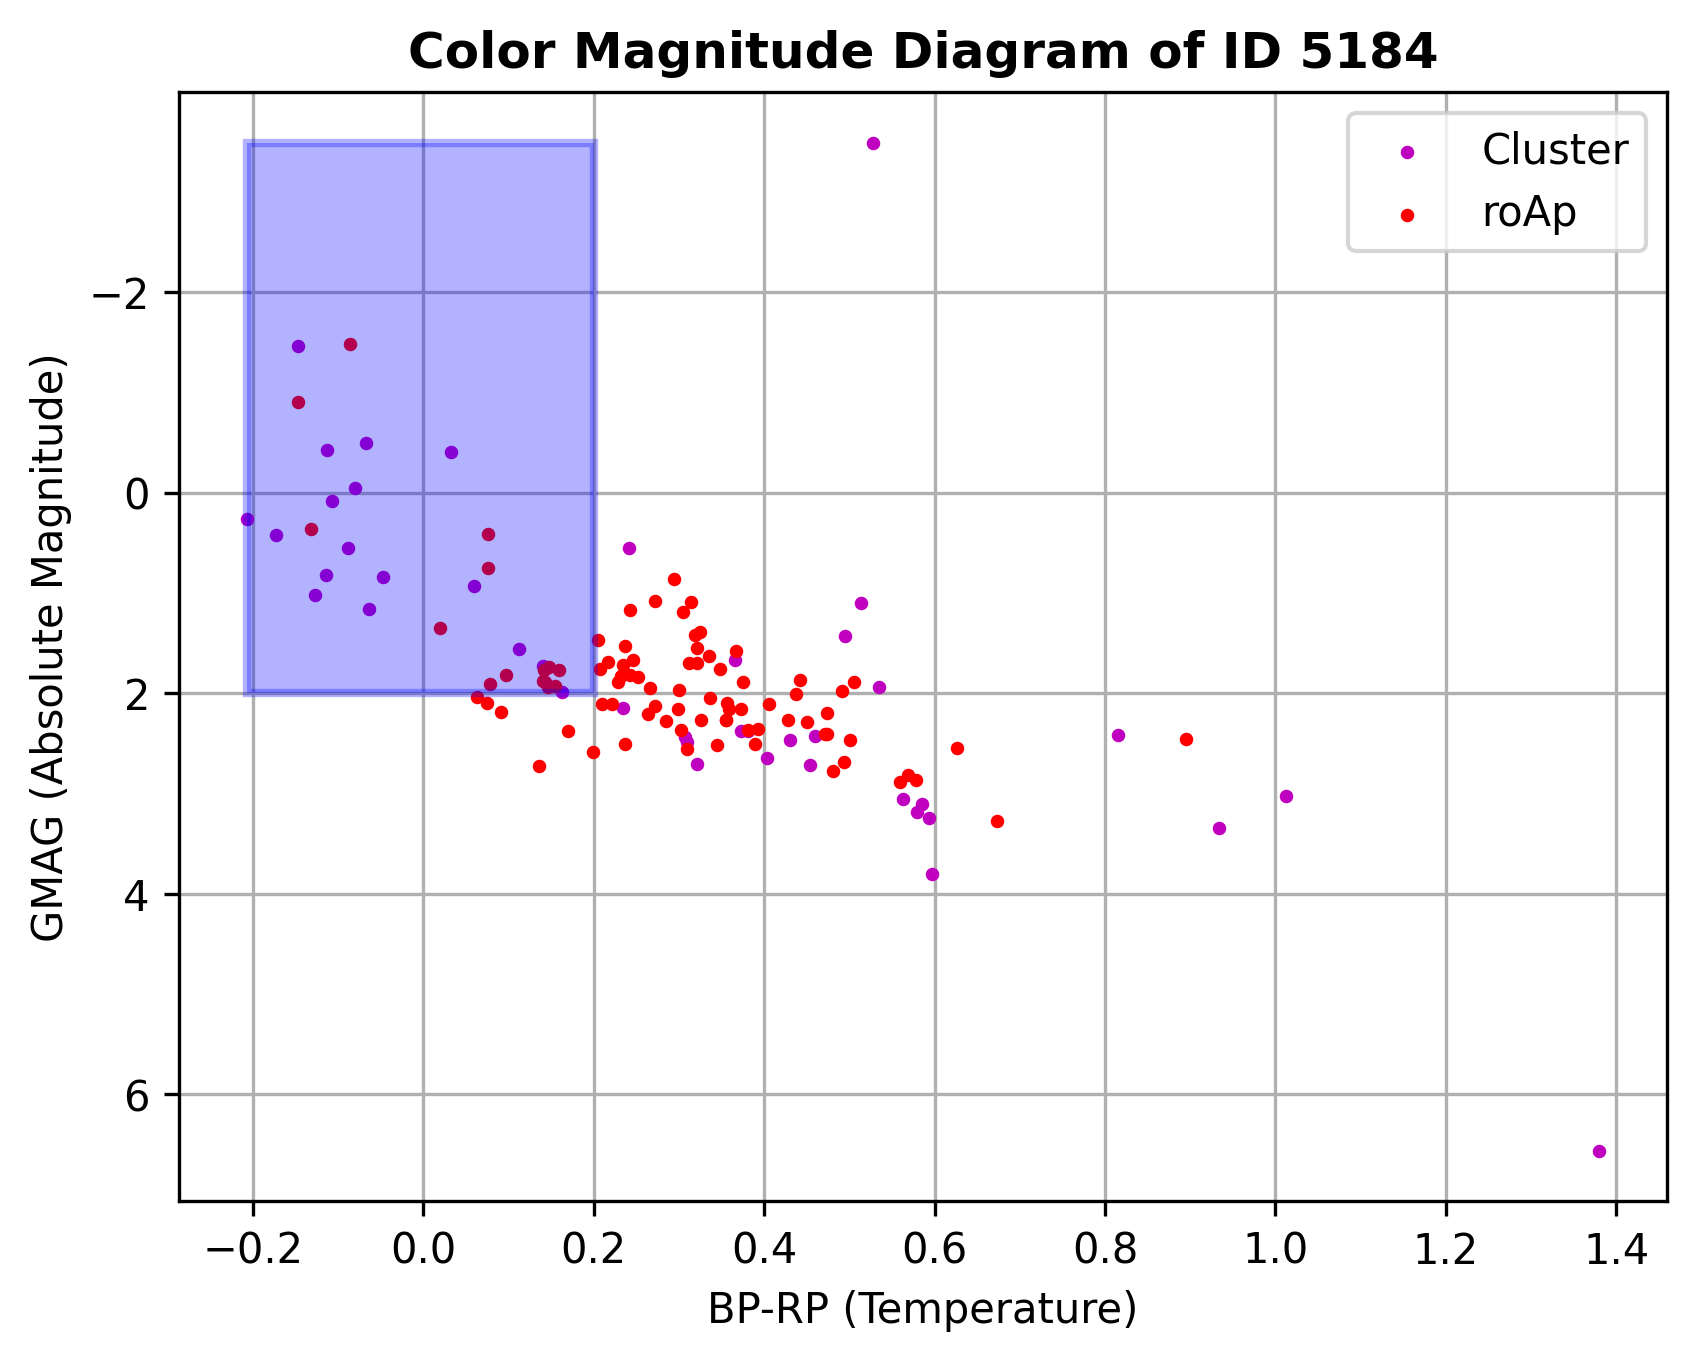 Color Magnitude Diagram of ID 5184
Cluster
roAp
GMAG (Absolute Magnitude)
−2
0
2
4
6
−0.2 0.0 0.2 0.4 0.6 0.8 1.0 1.2 1.4
BP-RP (Temperature)